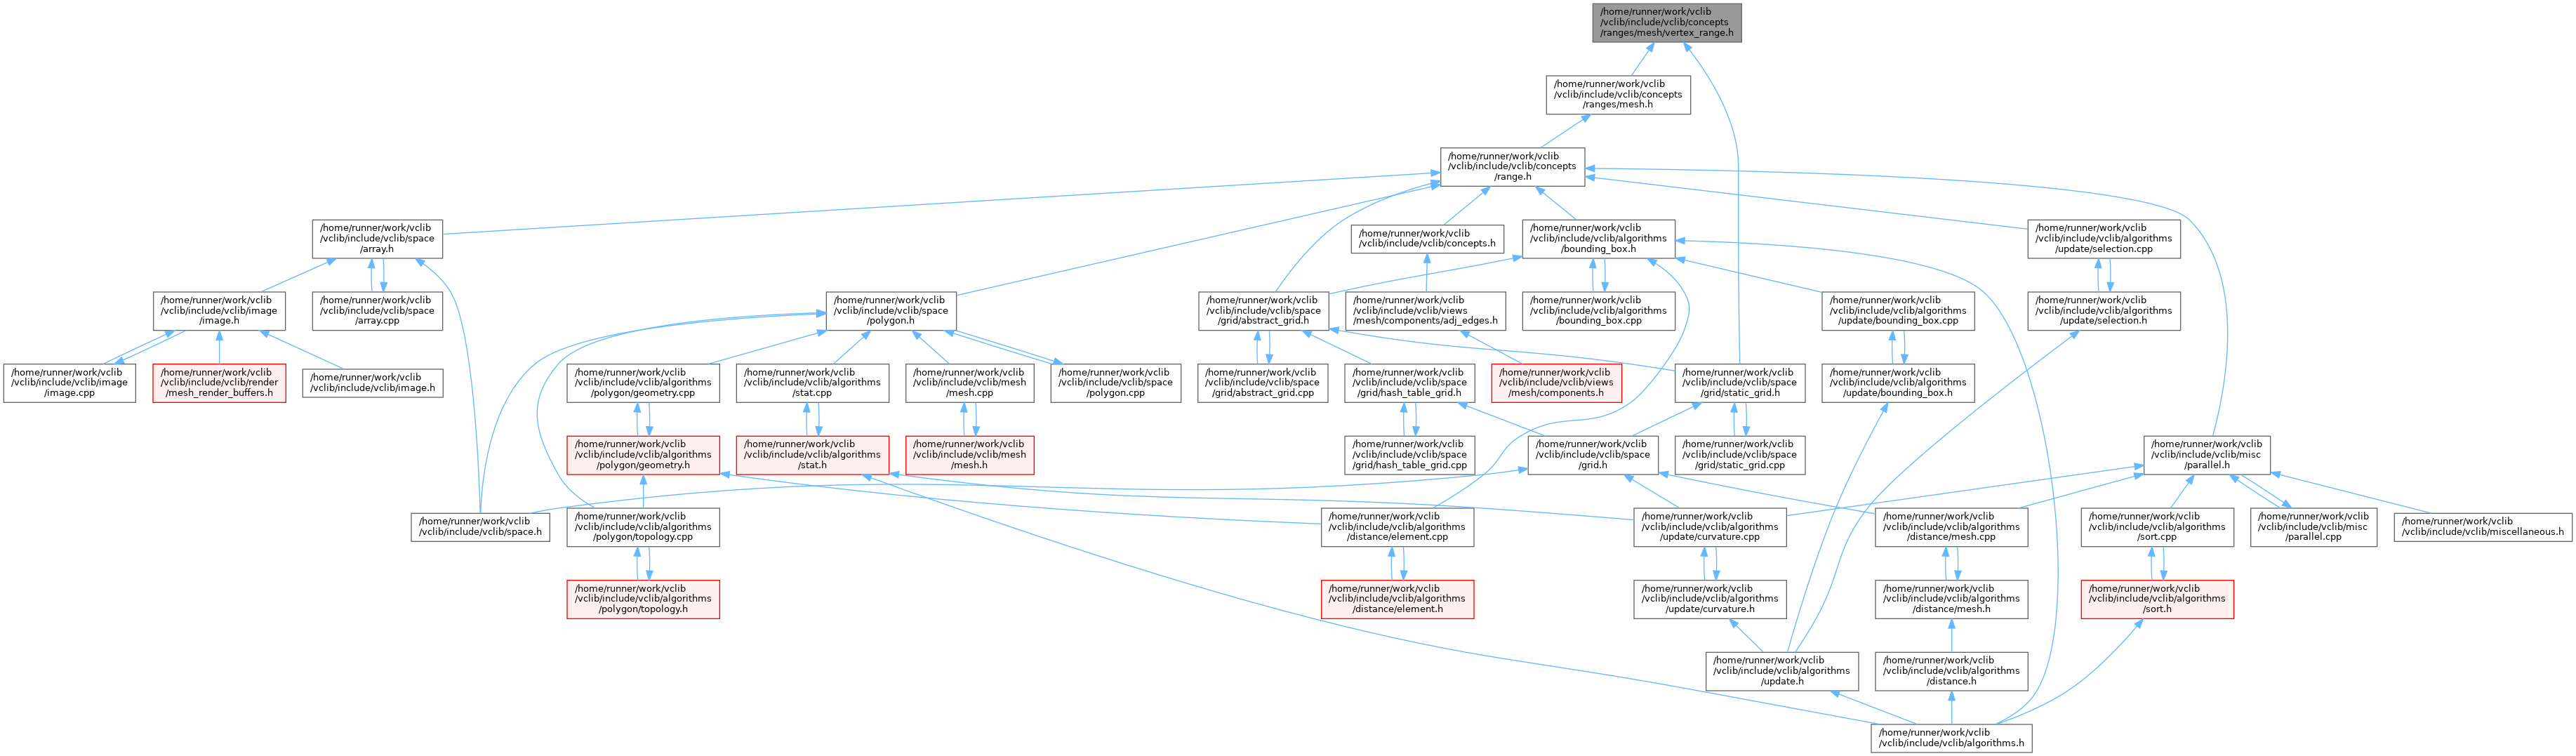 /home/runner/work/vclib
/vclib/include/vclib/concepts
/ranges/mesh/vertex_range.h
/home/runner/work/vclib
/vclib/include/vclib/concepts
/ranges/mesh.h
/home/runner/work/vclib
/vclib/include/vclib/concepts
/range.h
/home/runner/work/vclib
/vclib/include/vclib/space
/array.h
/home/runner/work/vclib
/vclib/include/vclib/concepts.h
/home/runner/work/vclib
/vclib/include/vclib/algorithms
/bounding_box.h
/home/runner/work/vclib
/vclib/include/vclib/algorithms
/update/selection.cpp
/home/runner/work/vclib
/vclib/include/vclib/image
/image.h
/home/runner/work/vclib
/vclib/include/vclib/space
/array.cpp
/home/runner/work/vclib
/vclib/include/vclib/space
/polygon.h
/home/runner/work/vclib
/vclib/include/vclib/space
/grid/abstract_grid.h
/home/runner/work/vclib
/vclib/include/vclib/views
/mesh/components/adj_edges.h
/home/runner/work/vclib
/vclib/include/vclib/algorithms
/bounding_box.cpp
/home/runner/work/vclib
/vclib/include/vclib/algorithms
/update/bounding_box.cpp
/home/runner/work/vclib
/vclib/include/vclib/algorithms
/update/selection.h
/home/runner/work/vclib
/vclib/include/vclib/image
/image.cpp
/home/runner/work/vclib
/vclib/include/vclib/render
/mesh_render_buffers.h
/home/runner/work/vclib
/vclib/include/vclib/image.h
/home/runner/work/vclib
/vclib/include/vclib/algorithms
/polygon/geometry.cpp
/home/runner/work/vclib
/vclib/include/vclib/algorithms
/stat.cpp
/home/runner/work/vclib
/vclib/include/vclib/mesh
/mesh.cpp
/home/runner/work/vclib
/vclib/include/vclib/space
/polygon.cpp
/home/runner/work/vclib
/vclib/include/vclib/space
/grid/abstract_grid.cpp
/home/runner/work/vclib
/vclib/include/vclib/space
/grid/hash_table_grid.h
/home/runner/work/vclib
/vclib/include/vclib/views
/mesh/components.h
/home/runner/work/vclib
/vclib/include/vclib/space
/grid/static_grid.h
/home/runner/work/vclib
/vclib/include/vclib/algorithms
/update/bounding_box.h
/home/runner/work/vclib
/vclib/include/vclib/algorithms
/polygon/geometry.h
/home/runner/work/vclib
/vclib/include/vclib/algorithms
/stat.h
/home/runner/work/vclib
/vclib/include/vclib/mesh
/mesh.h
/home/runner/work/vclib
/vclib/include/vclib/space
/grid/hash_table_grid.cpp
/home/runner/work/vclib
/vclib/include/vclib/space
/grid.h
/home/runner/work/vclib
/vclib/include/vclib/space
/grid/static_grid.cpp
/home/runner/work/vclib
/vclib/include/vclib/misc
/parallel.h
/home/runner/work/vclib
/vclib/include/vclib/space.h
/home/runner/work/vclib
/vclib/include/vclib/algorithms
/polygon/topology.cpp
/home/runner/work/vclib
/vclib/include/vclib/algorithms
/distance/element.cpp
/home/runner/work/vclib
/vclib/include/vclib/algorithms
/update/curvature.cpp
/home/runner/work/vclib
/vclib/include/vclib/algorithms
/distance/mesh.cpp
/home/runner/work/vclib
/vclib/include/vclib/algorithms
/sort.cpp
/home/runner/work/vclib
/vclib/include/vclib/misc
/parallel.cpp
/home/runner/work/vclib
/vclib/include/vclib/miscellaneous.h
/home/runner/work/vclib
/vclib/include/vclib/algorithms
/polygon/topology.h
/home/runner/work/vclib
/vclib/include/vclib/algorithms
/distance/element.h
/home/runner/work/vclib
/vclib/include/vclib/algorithms
/update/curvature.h
/home/runner/work/vclib
/vclib/include/vclib/algorithms
/distance/mesh.h
/home/runner/work/vclib
/vclib/include/vclib/algorithms
/sort.h
/home/runner/work/vclib
/vclib/include/vclib/algorithms
/update.h
/home/runner/work/vclib
/vclib/include/vclib/algorithms
/distance.h
/home/runner/work/vclib
/vclib/include/vclib/algorithms.h